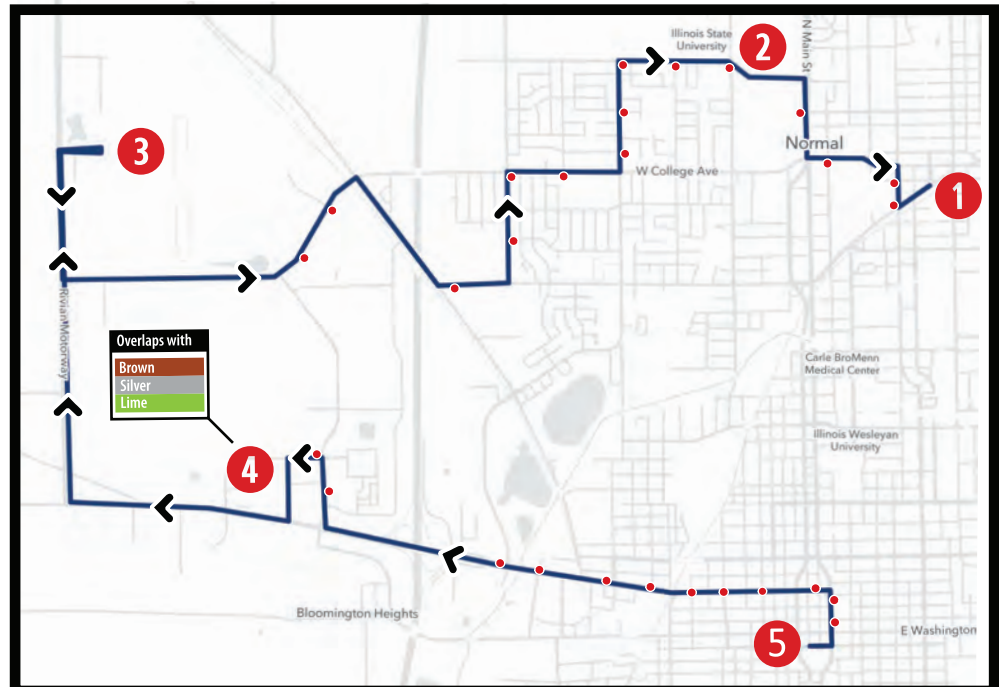 Illinois State
University
2
N Main St
3
Normal
W College Ave
1
Rivian Motorway
Overlaps with
Brown
Silver
Lime
Carle BroMenn
Medical Center
Illinois Wesleyan
University
4
Bloomington Heights
E Washington
5